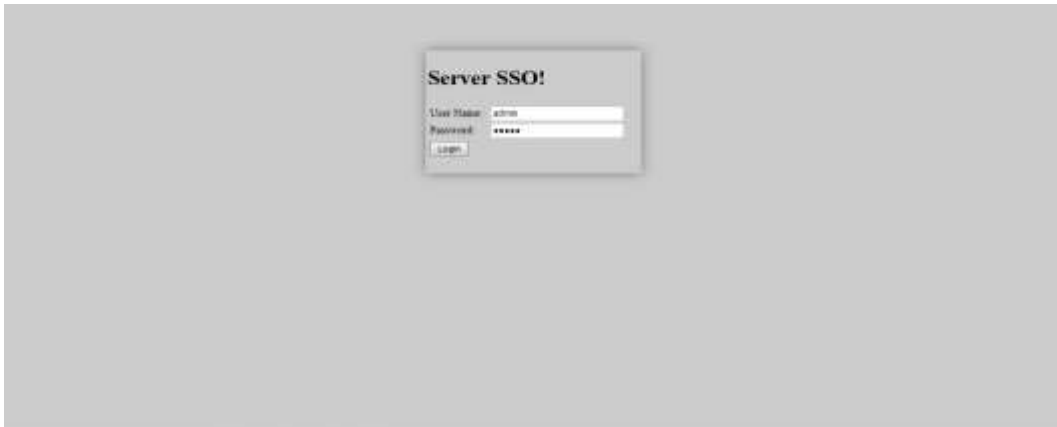 Server SSO!
User Name admin
Password •••••
Login